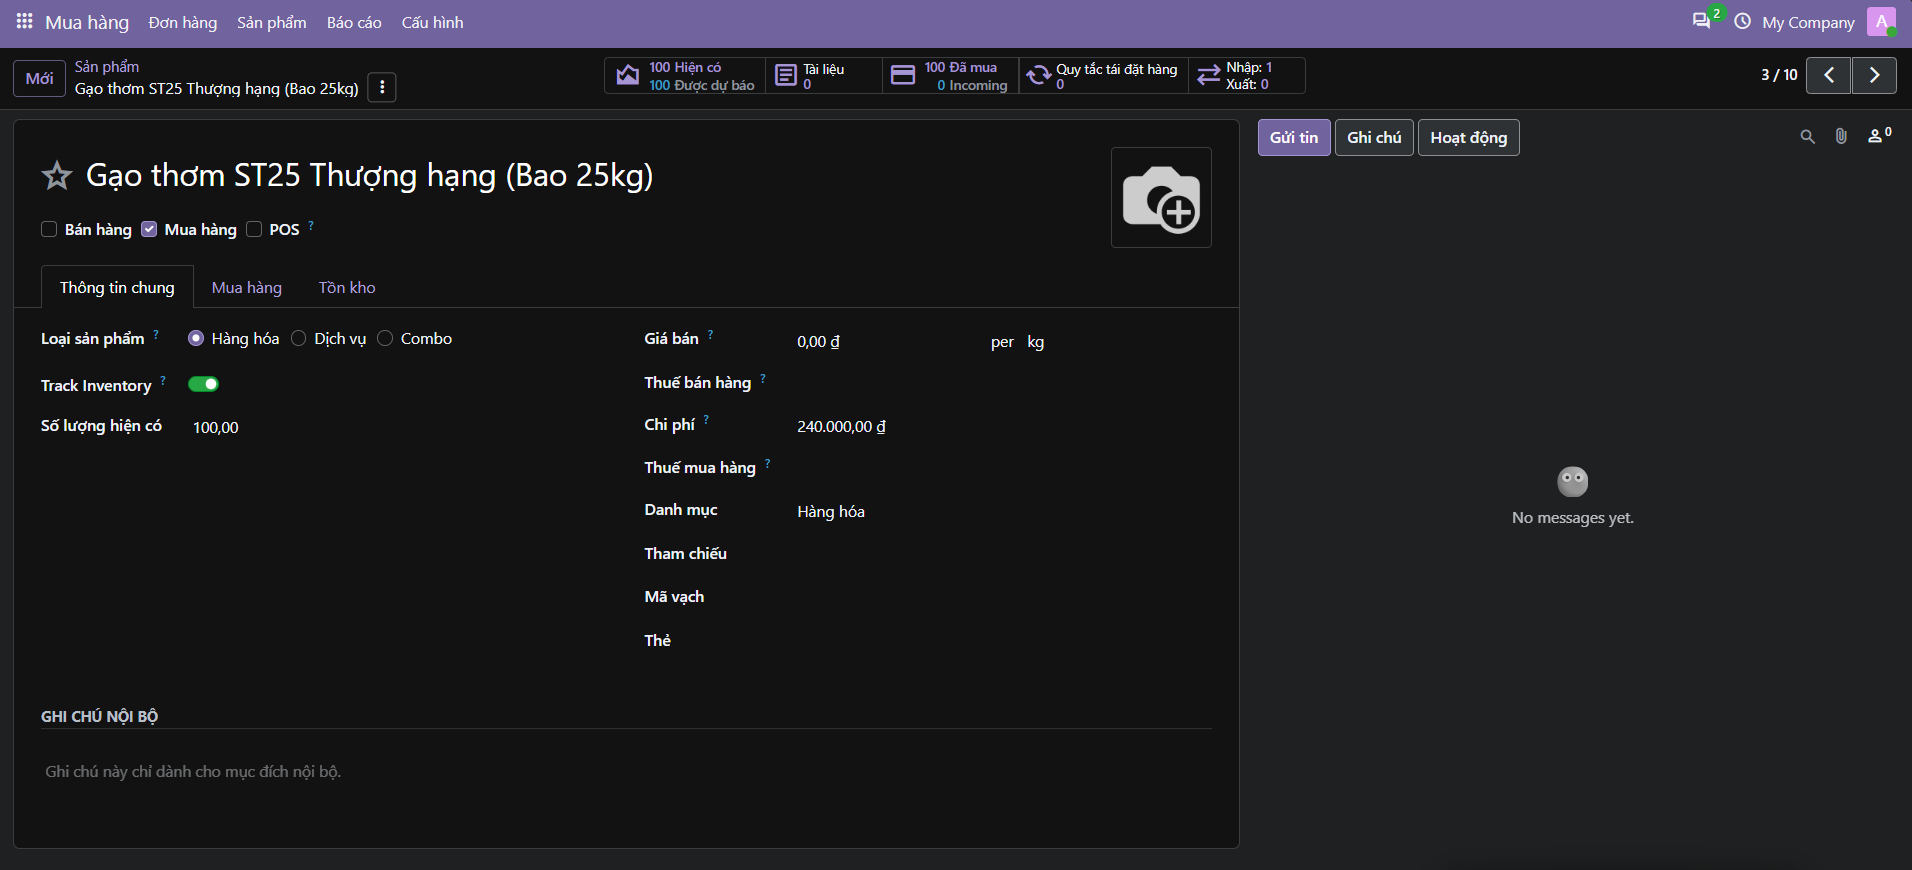 Mua hàng Đơn hàng Sản phẩm Báo cáo Cấu hình 2 My Company A
Mới Sản phẩm
Gạo thơm ST25 Thượng hạng (Bao 25kg)
100 Hiện có
100 Được dự báo
Tài liệu
0
100 Đã mua
0 Incoming
Quy tắc tái đặt hàng
0
Nhập: 1
Xuất: 0
3 / 10
Gửi tin Ghi chú Hoạt động 0
Gạo thơm ST25 Thượng hạng (Bao 25kg)
Bán hàng Mua hàng POS ?
Thông tin chung Mua hàng Tồn kho
Loại sản phẩm ? Hàng hóa Dịch vụ Combo
Track Inventory ?
Số lượng hiện có 100,00
Giá bán ? 0,00 ₫ per kg
Thuế bán hàng ?
Chi phí ? 240.000,00 ₫
Thuế mua hàng ?
Danh mục Hàng hóa
Tham chiếu
Mã vạch
Thẻ
GHI CHÚ NỘI BỘ
Ghi chú này chỉ dành cho mục đích nội bộ.
No messages yet.